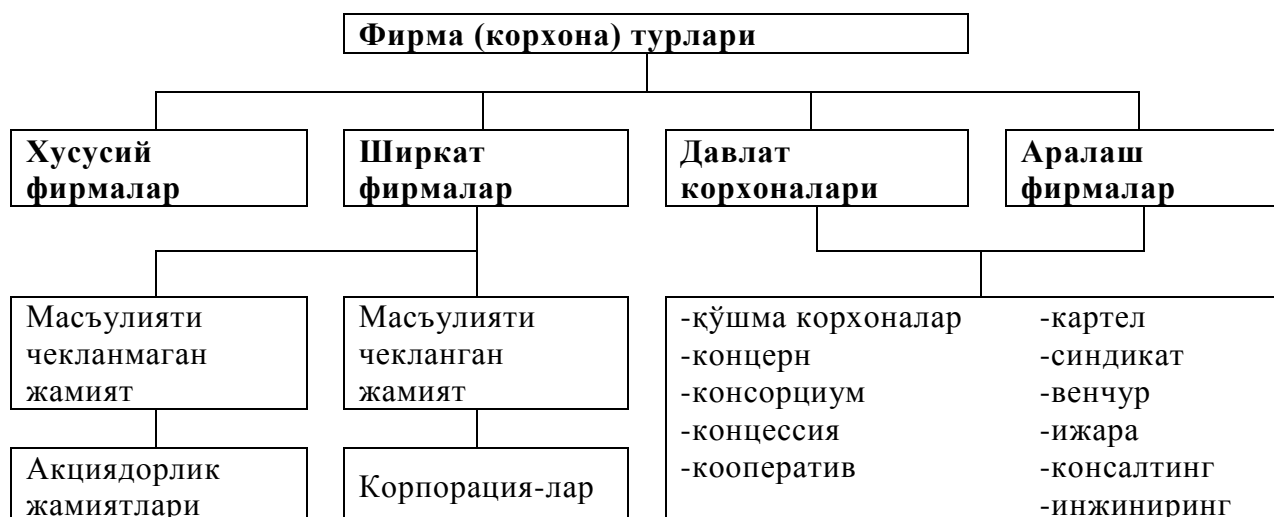 Фирма (корхона) турлари
Хусусий
фирмалар
Ширкат
фирмалар
Давлат
корхоналари
Аралаш
фирмалар
Масъулияти
чекланмаган
жамият
Масъулияти
чекланган
жамият
-қўшма корхоналар
-концерн
-консорциум
-концессия
-кооператив
-картел
-синдикат
-венчур
-ижара
-консалтинг
-инжиниринг
Акциядорлик
жамиятлари
Корпорация-лар